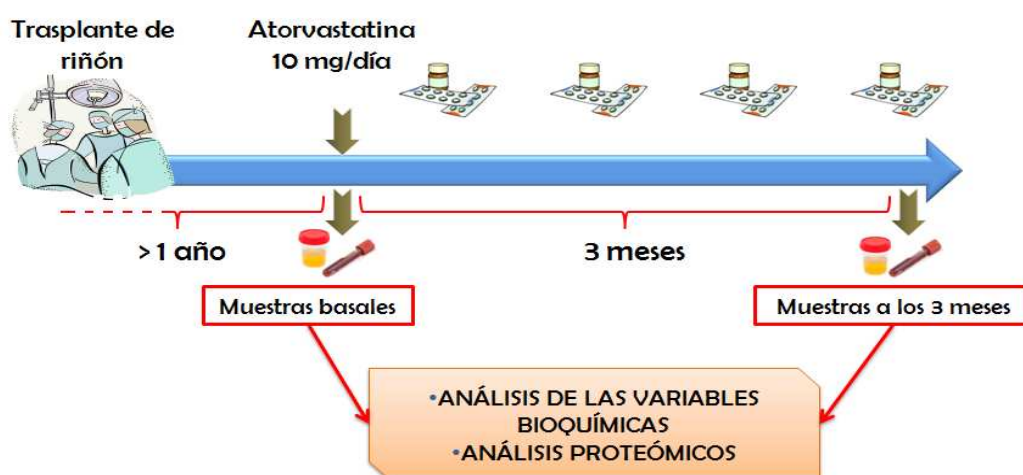 Trasplante de
riñón
Atorvastatina
10 mg/día
> 1 año
3 meses
Muestras basales
Muestras a los 3 meses
•ANÁLISIS DE LAS VARIABLES
BIOQUÍMICAS
•ANÁLISIS PROTEÓMICOS